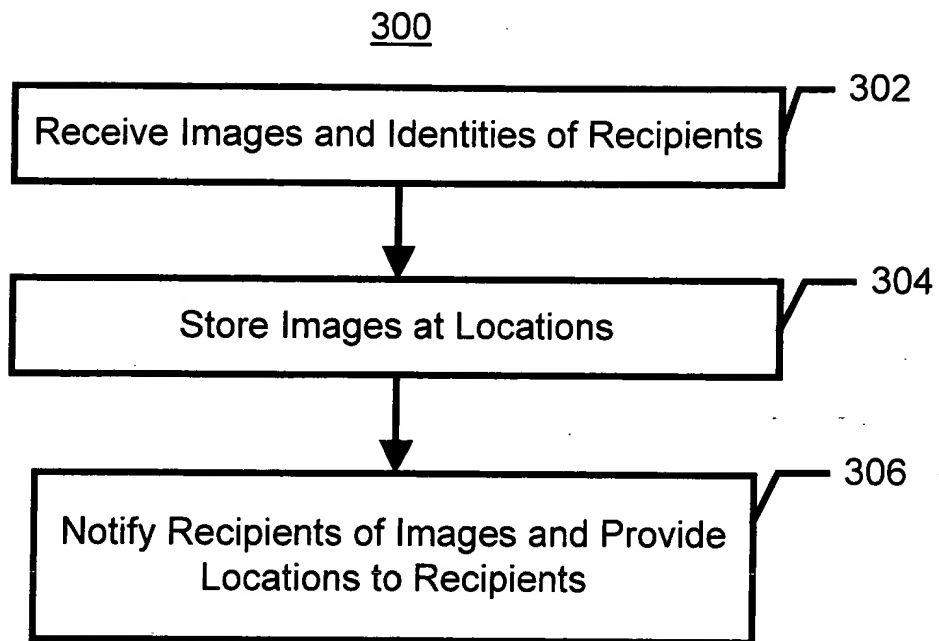 300
302
Receive Images and Identities of Recipients
304
Store Images at Locations
306
Notify Recipients of Images and Provide
Locations to Recipients